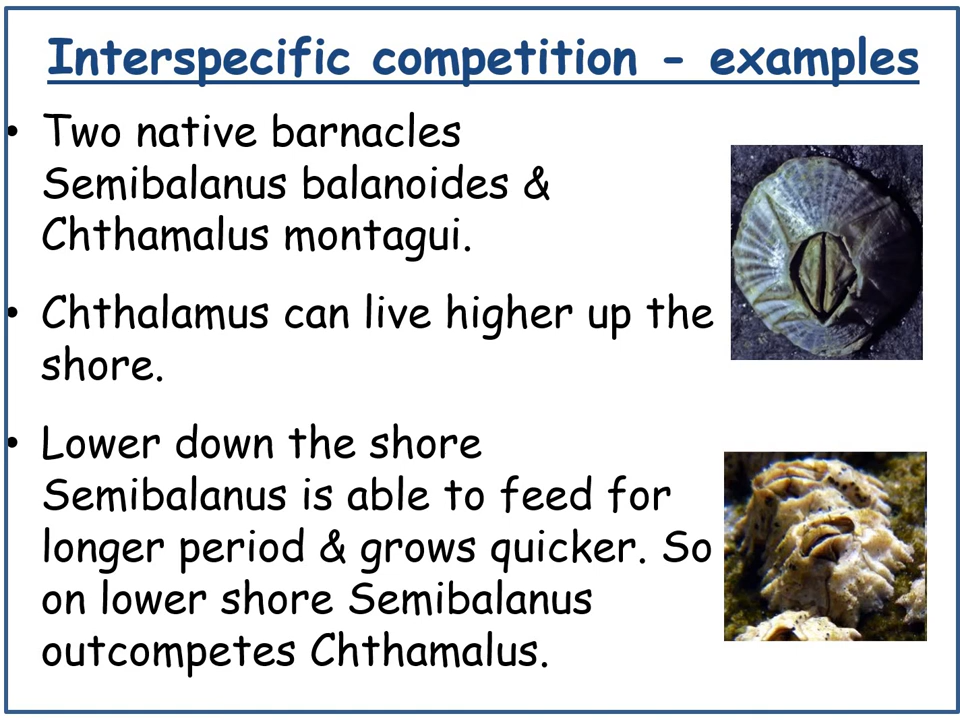 Interspecific competition - examples
• Two native barnacles
Semibalanus balanoides &
Chthamalus montagui.
• Chthalamus can live higher up the
shore.
• Lower down the shore
Semibalanus is able to feed for
longer period & grows quicker. So
on lower shore Semibalanus
outcompetes Chthamalus.